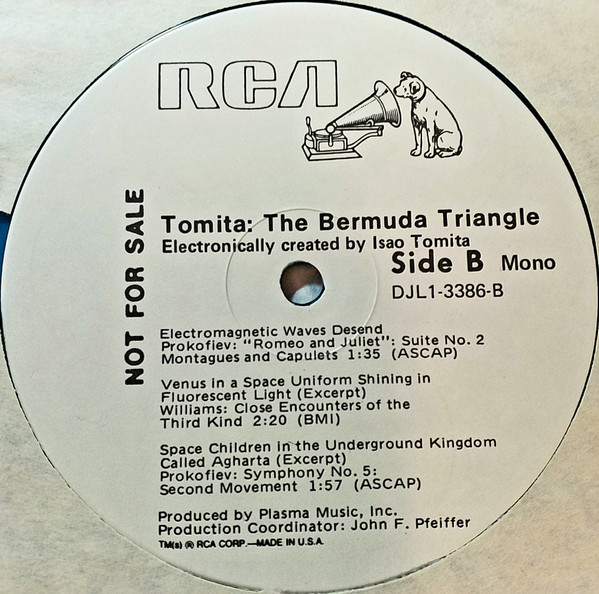 RCA
NOT FOR SALE
Tomita: The Bermuda Triangle
Electronically created by Isao Tomita
Side B Mono
DJL1-3386-B
Electromagnetic Waves Desend
Prokofiev: "Romeo and Juliet": Suite No. 2
Montagues and Capulets 1:35 (ASCAP)
Venus in a Space Uniform Shining in
Fluorescent Light (Excerpt)
Williams: Close Encounters of the
Third Kind 2:20 (BMI)
Space Children in the Underground Kingdom
Called Agharta (Excerpt)
Prokofiev: Symphony No. 5:
Second Movement 1:57 (ASCAP)
Produced by Plasma Music, Inc.
Production Coordinator: John F. Pfeiffer
TM(s) ® RCA CORP.—MADE IN U.S.A.